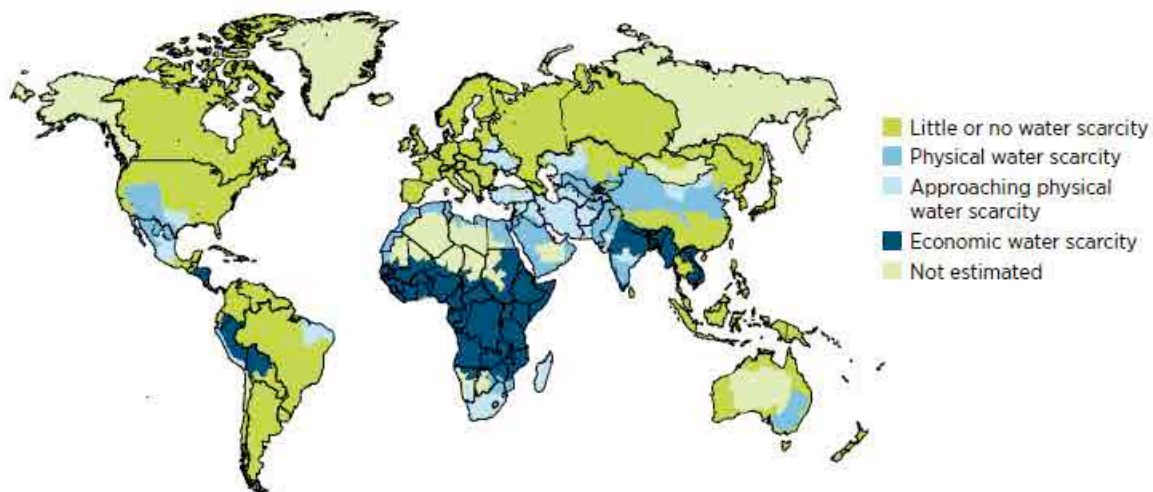 Little or no water scarcity
Physical water scarcity
Approaching physical
water scarcity
Economic water scarcity
Not estimated